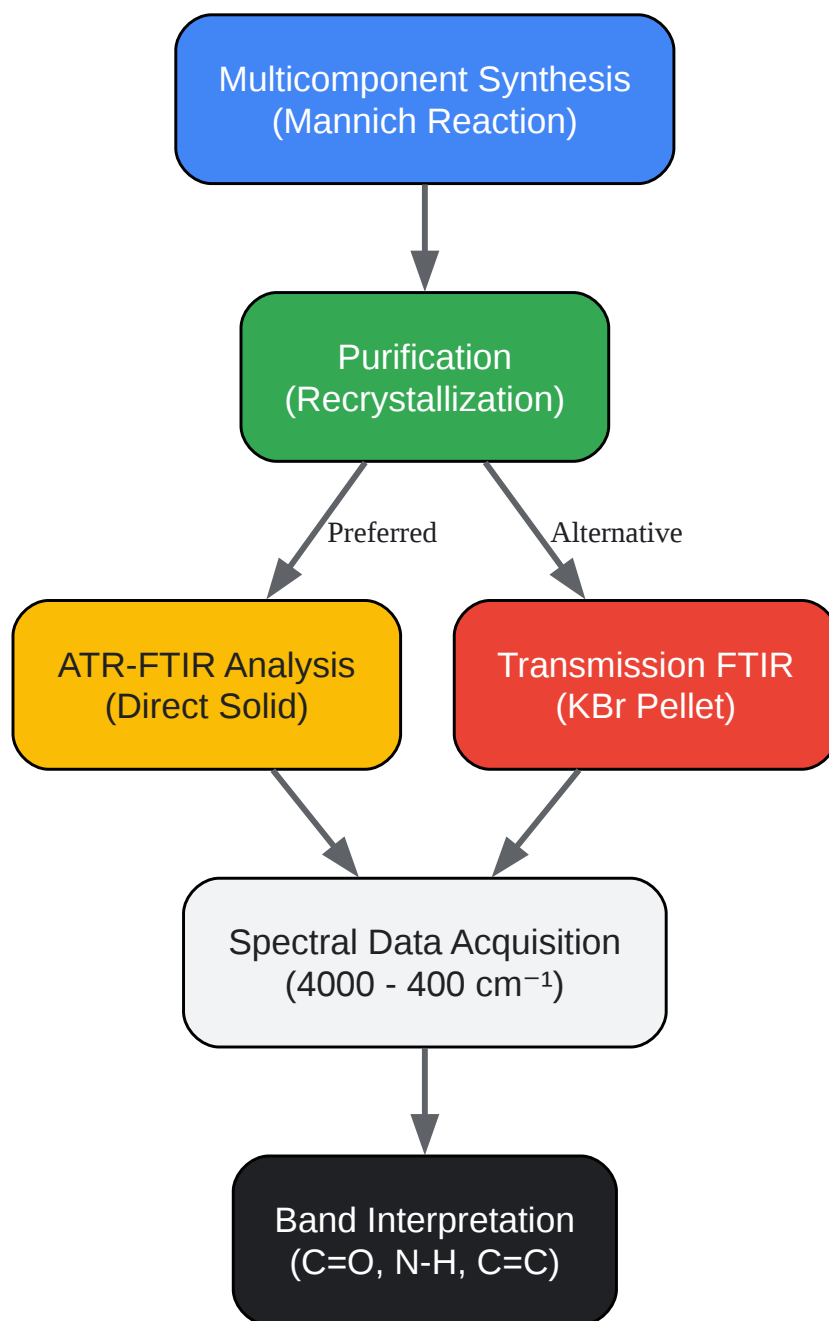 Multicomponent Synthesis
(Mannich Reaction)
Purification
(Recrystallization)
Preferred
Alternative
ATR-FTIR Analysis
(Direct Solid)
Transmission FTIR
(KBr Pellet)
Spectral Data Acquisition
(4000 - 400 cm⁻¹)
Band Interpretation
(C=O, N-H, C=C)